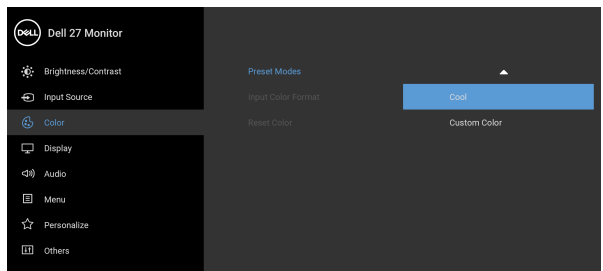 DELL Dell 27 Monitor
Brightness/Contrast
Input Source
Color
Display
Audio
Menu
Personalize
Others
Preset Modes
Input Color Format
Reset Color
Cool
Custom Color